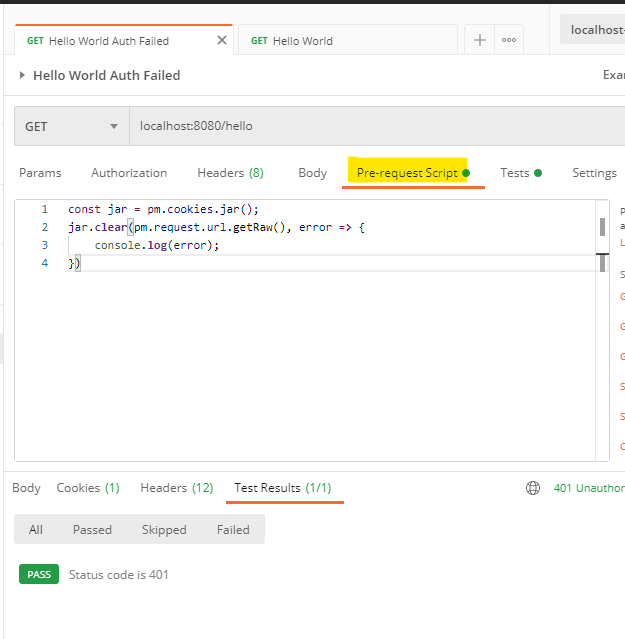 GET Hello World Auth Failed
GET Hello World
localhost-
Hello World Auth Failed
Exa
GET
localhost:8080/hello
Params Authorization Headers (8) Body Pre-request Script Tests Settings
1 const jar = pm.cookies.jar();
2 jar.clear(pm.request.url.getRaw(), error => {
3 console.log(error);
4 })
Body Cookies (1) Headers (12) Test Results (1/1) 401 Unauthor
All Passed Skipped Failed
PASS Status code is 401